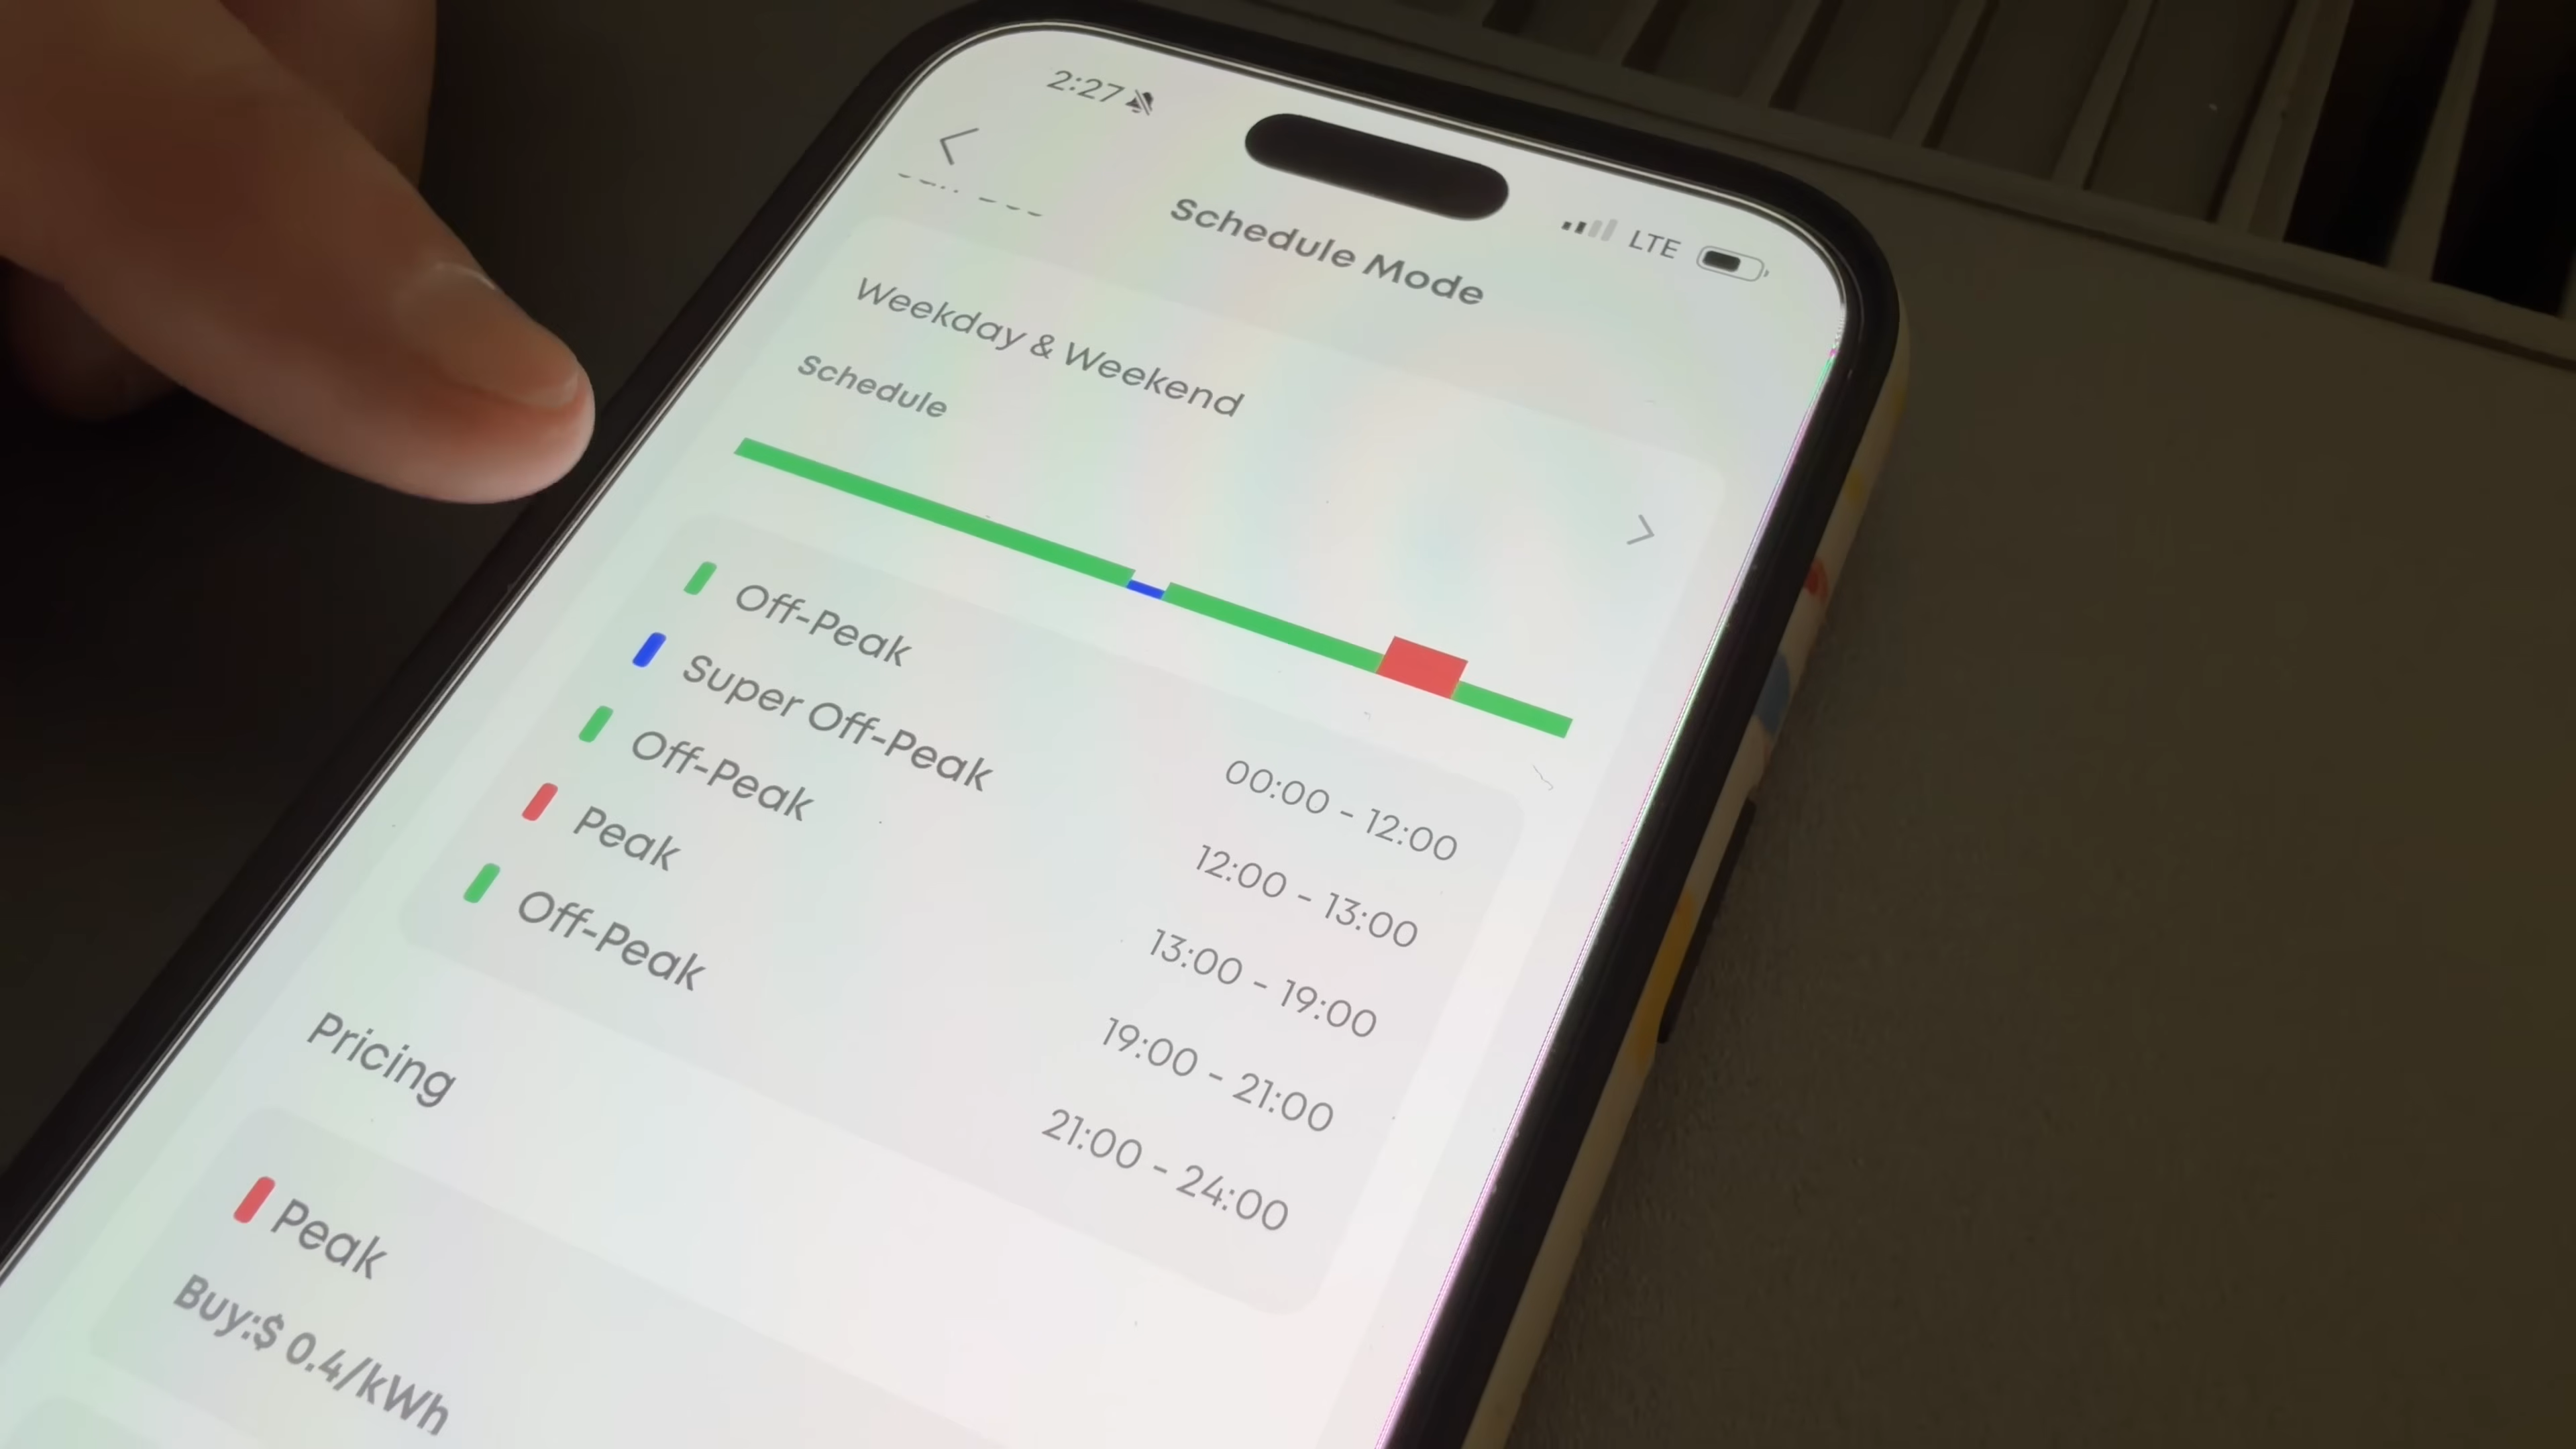 2:27
LTE
Schedule Mode
Weekday & Weekend
Schedule
Off-Peak 00:00 - 12:00
Super Off-Peak 12:00 - 13:00
Off-Peak 13:00 - 19:00
Peak 19:00 - 21:00
Off-Peak 21:00 - 24:00
Pricing
Peak
Buy:$ 0.4/kWh